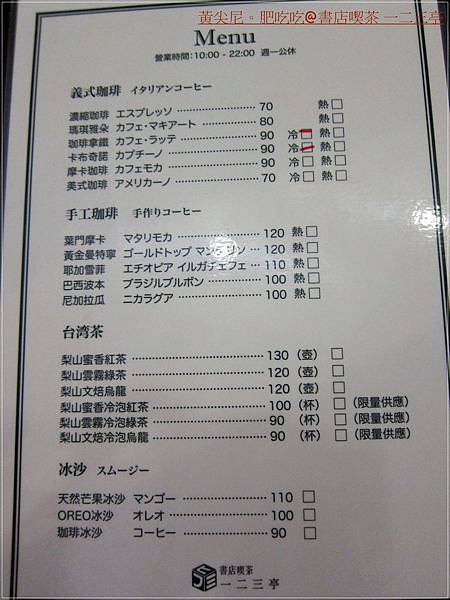 黃尖尼。肥吃吃@書店喫茶 一二三亭
Menu
營業時間：10:00 - 22:00 週一公休
義式珈琲 イタリアンコーヒー
濃縮珈琲 エスプレッソ 70 熱□
瑪琪雅朵 カフェ・マキアート 80 熱□
珈琲拿鐵 カフェ・ラッテ 90 冷□ 熱□
卡布奇諾 カプチーノ 90 冷□ 熱□
摩卡珈琲 カフェモカ 90 冷□ 熱□
美式珈琲 アメリカーノ 70 冷□ 熱□
手工珈琲 手作りコーヒー
葉門摩卡 マタリモカ 120 熱□
黃金曼特寧 ゴールドトップ マンデリン 120 熱□
耶加雪菲 エチオピア イルガチェフェ 110 熱□
巴西波本 ブラジルブルボン 100 熱□
尼加拉瓜 ニカラグア 100 熱□
台湾茶
梨山蜜香紅茶 130（壺）□
梨山雲霧綠茶 120（壺）□
梨山文焙烏龍 120（壺）□
梨山蜜香冷泡紅茶 100（杯）□（限量供應）
梨山雲霧冷泡綠茶 90（杯）□（限量供應）
梨山文焙冷泡烏龍 90（杯）□（限量供應）
冰沙 スムージー
天然芒果冰沙 マンゴー 110 □
OREO冰沙 オレオ 100 □
珈琲冰沙 コーヒー 90 □
書店喫茶
一二三亭